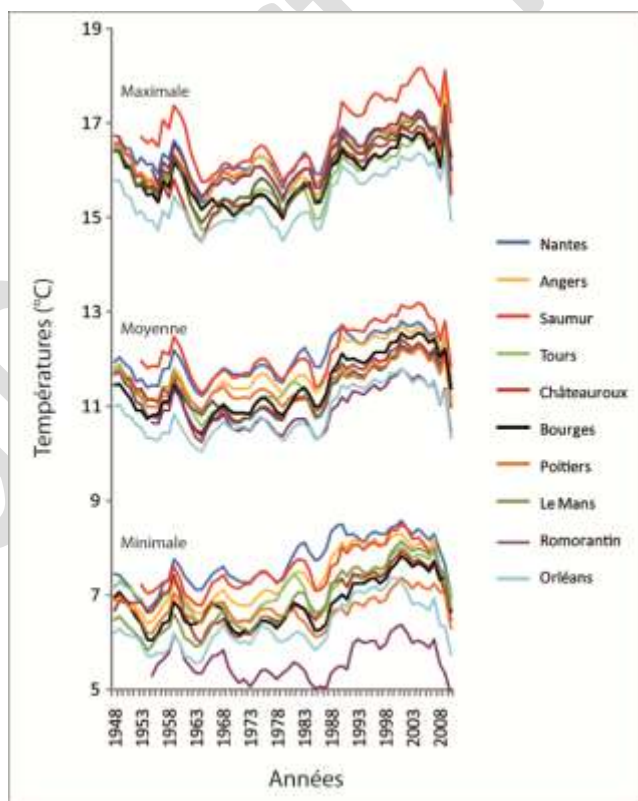 19
Maximale
17
15
Températures (°C)
13
Moyenne
11
9
Minimale
7
5
1948
1953
1958
1963
1968
1973
1978
1983
1988
1993
1998
2003
2008
Années
Nantes
Angers
Saumur
Tours
Châteauroux
Bourges
Poitiers
Le Mans
Romorantin
Orléans